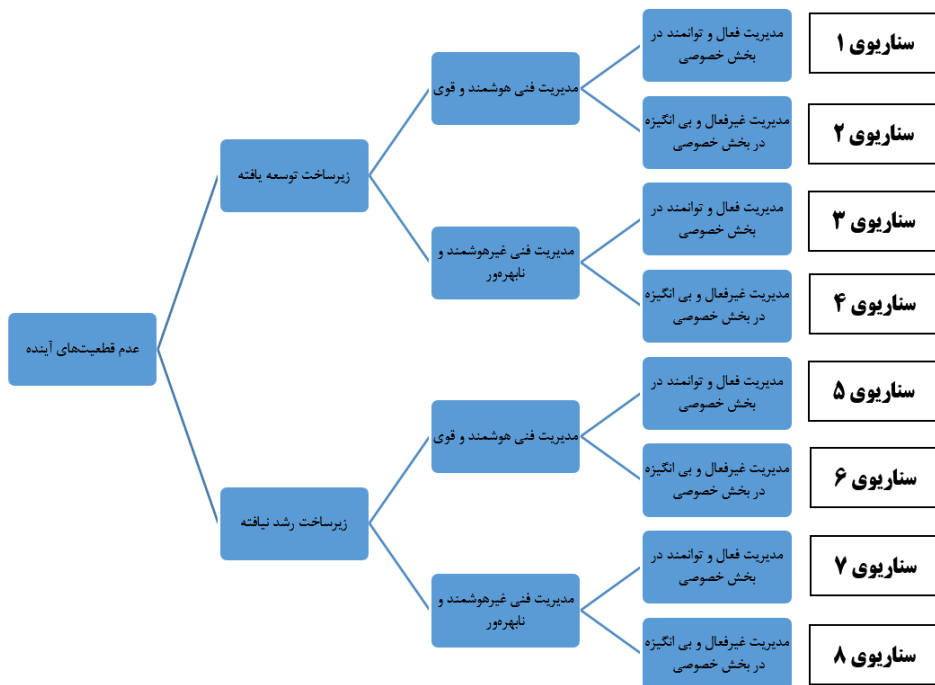 مدیریت فعال و توانمند در
بخش خصوصی
سناریوی ۱
مدیریت فنی هوشمند و قوی
مدیریت غیرفعال و بی انگیزه
در بخش خصوصی
سناریوی ۲
زیرساخت توسعه یافته
مدیریت فعال و توانمند در
بخش خصوصی
سناریوی ۳
مدیریت فنی غیرهوشمند و
نابهره‌ور
مدیریت غیرفعال و بی انگیزه
در بخش خصوصی
سناریوی ۴
عدم قطعیت‌های آینده
مدیریت فعال و توانمند در
بخش خصوصی
سناریوی ۵
مدیریت فنی هوشمند و قوی
مدیریت غیرفعال و بی انگیزه
در بخش خصوصی
سناریوی ۶
زیرساخت رشد نیافته
مدیریت فعال و توانمند در
بخش خصوصی
سناریوی ۷
مدیریت فنی غیرهوشمند و
نابهره‌ور
مدیریت غیرفعال و بی انگیزه
در بخش خصوصی
سناریوی ۸